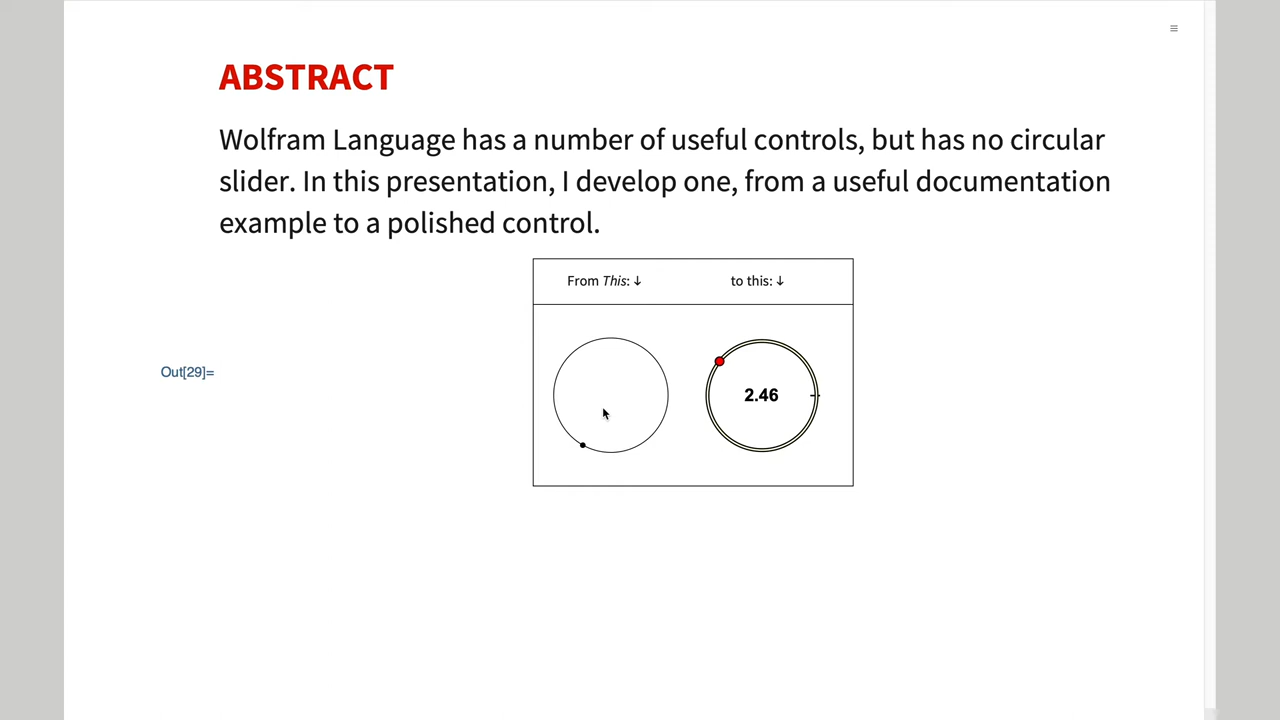 ABSTRACT
Wolfram Language has a number of useful controls, but has no circular
slider. In this presentation, I develop one, from a useful documentation
example to a polished control.
From This: ↓ to this: ↓
Out[29]=
2.46